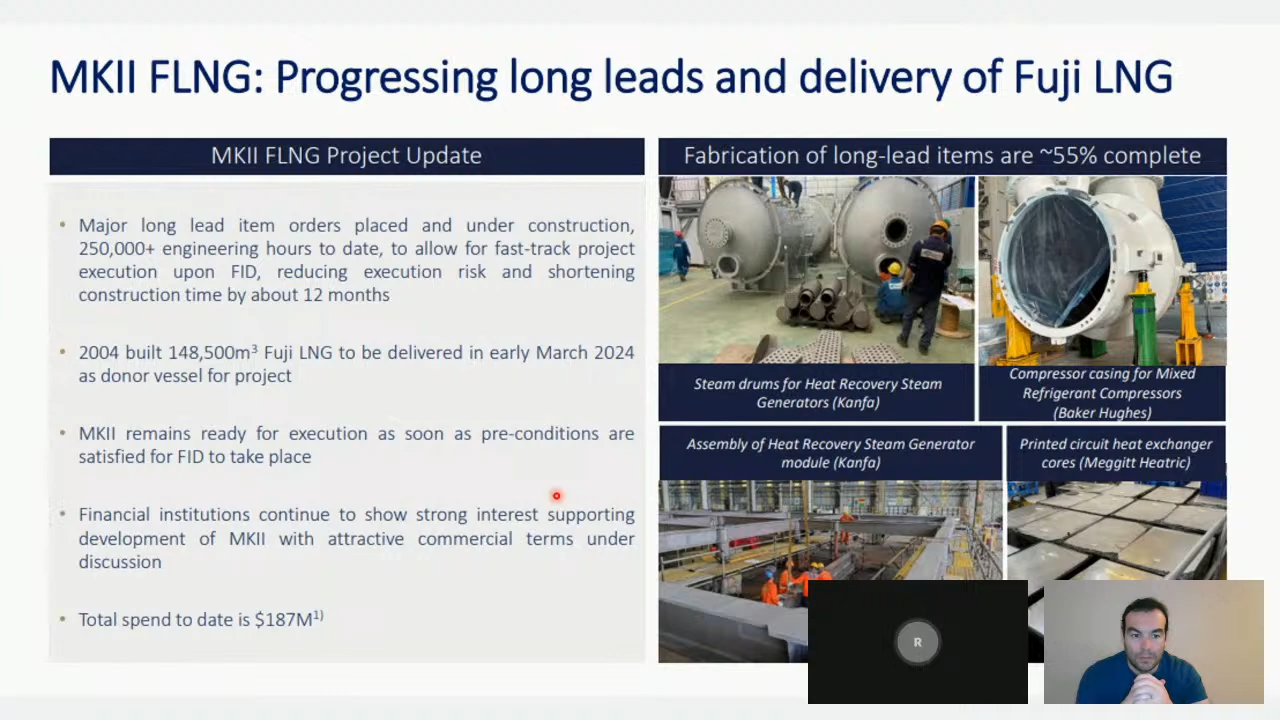 MKII FLNG: Progressing long leads and delivery of Fuji LNG
MKII FLNG Project Update
• Major long lead item orders placed and under construction,
250,000+ engineering hours to date, to allow for fast-track project
execution upon FID, reducing execution risk and shortening
construction time by about 12 months
• 2004 built 148,500m³ Fuji LNG to be delivered in early March 2024
as donor vessel for project
• MKII remains ready for execution as soon as pre-conditions are
satisfied for FID to take place
• Financial institutions continue to show strong interest supporting
development of MKII with attractive commercial terms under
discussion
• Total spend to date is $187M¹⁾
Fabrication of long-lead items are ~55% complete
Steam drums for Heat Recovery Steam
Generators (Kanfa)
Compressor casing for Mixed
Refrigerant Compressors
(Baker Hughes)
Assembly of Heat Recovery Steam Generator
module (Kanfa)
Printed circuit heat exchanger
cores (Meggitt Heatric)
R